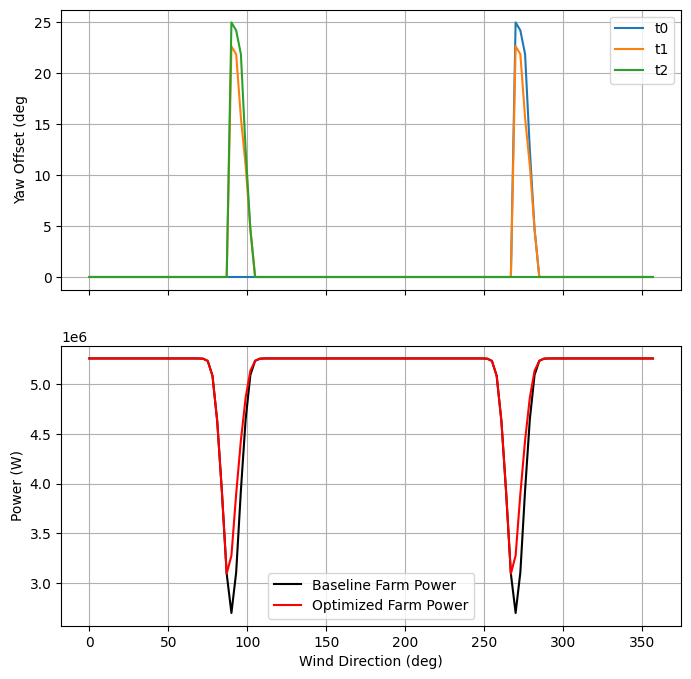 25
20
15
10
5
0
Yaw Offset (deg
t0
t1
t2
1e6
5.0
4.5
4.0
3.5
3.0
Power (W)
Baseline Farm Power
Optimized Farm Power
0 50 100 150 200 250 300 350
Wind Direction (deg)